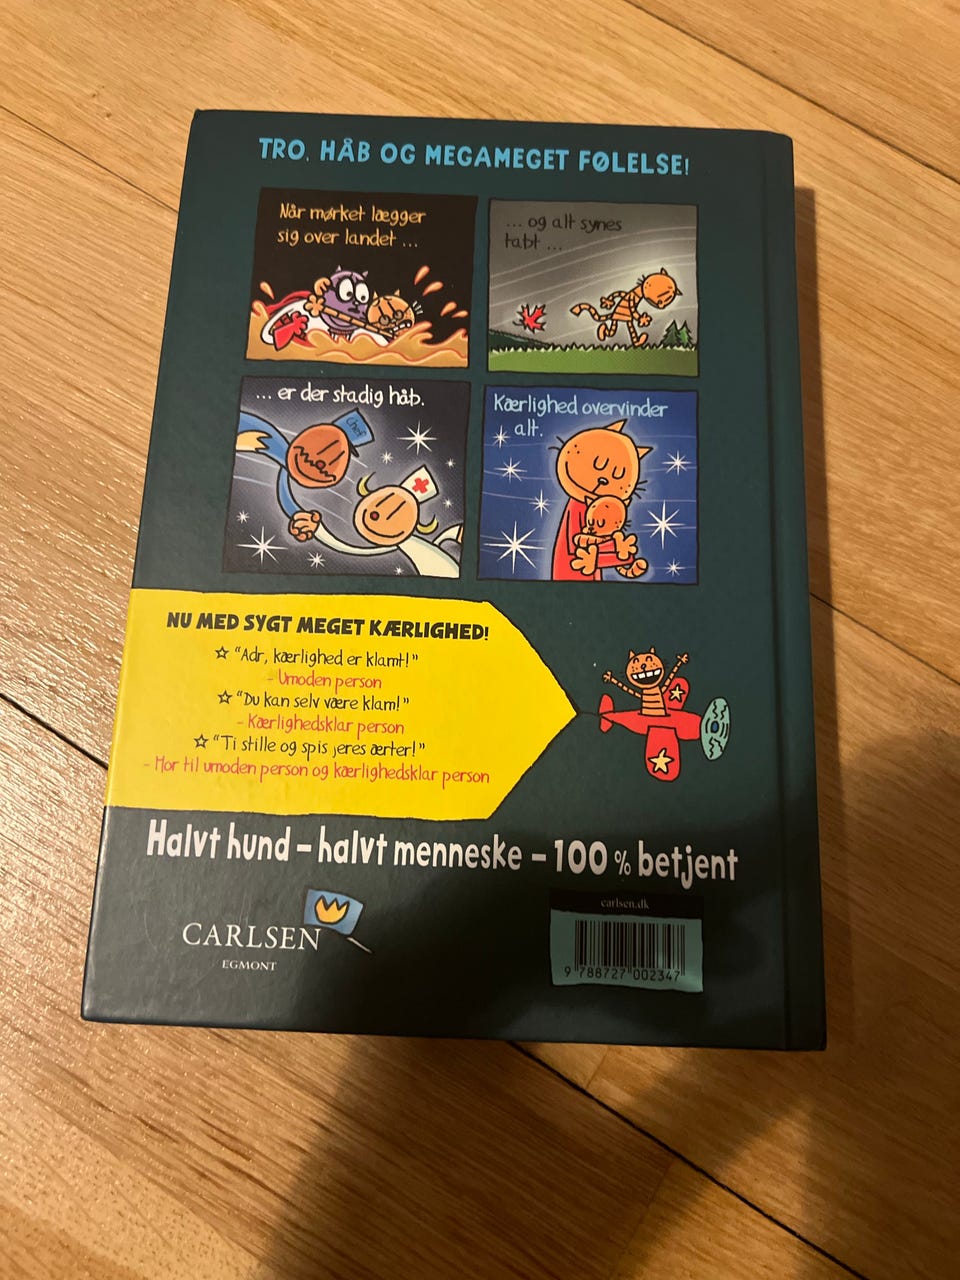 TRO, HÅB OG MEGAMEGET FØLELSE!
Når mørket lægger
sig over landet ...
... og alt synes
tabt ...
... er der stadig håb.
Chef
Kærlighed overvinder
alt.
NU MED SYGT MEGET KÆRLIGHED!
☆ "Adr, kærlighed er klamt!"
- Umoden person
☆ "Du kan selv være klam!"
- Kærlighedsklar person
☆ "Ti stille og spis jeres ærter!"
- Mor til umoden person og kærlighedsklar person
Halvt hund – halvt menneske – 100 % betjent
CARLSEN
EGMONT
carlsen.dk
9 788727 002347